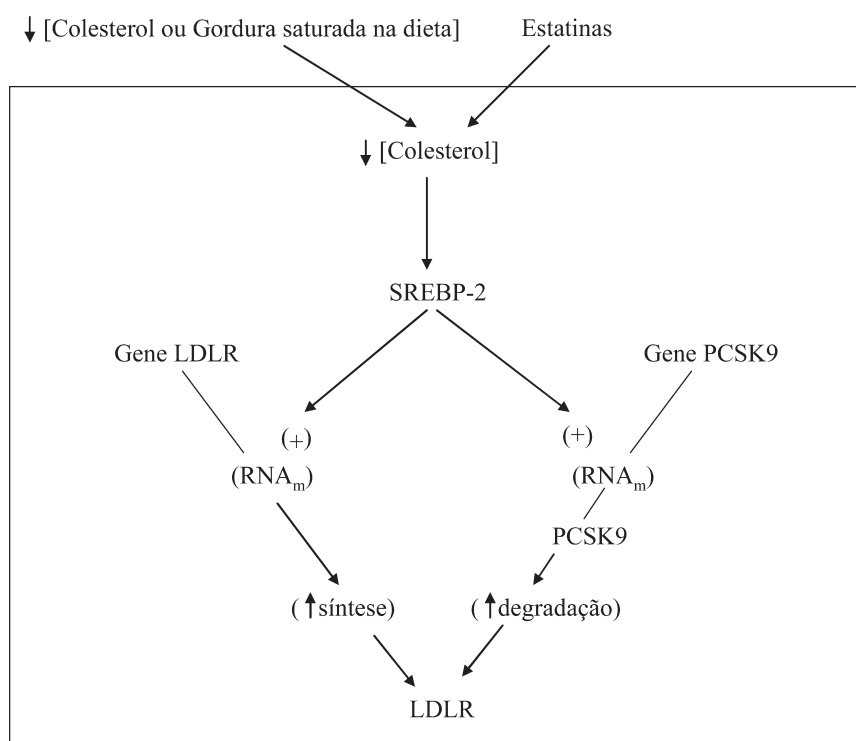 ↓ [Colesterol ou Gordura saturada na dieta] Estatinas
↓ [Colesterol]
SREBP-2
Gene LDLR Gene PCSK9
(+) (+)
(RNAm) (RNAm)
PCSK9
(↑síntese) (↑degradação)
LDLR